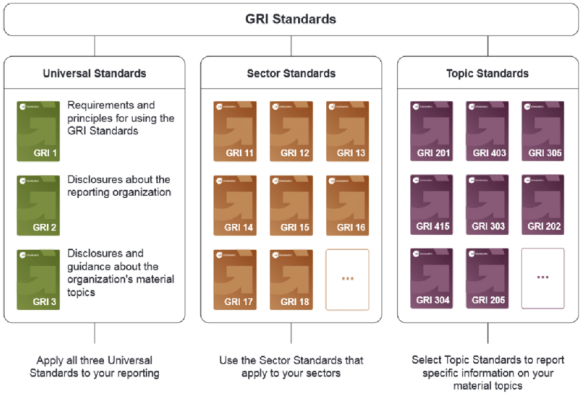 GRI Standards
Universal Standards
GRI 1
Requirements and
principles for using the
GRI Standards
GRI 2
Disclosures about the
reporting organization
GRI 3
Disclosures and
guidance about the
organization's material
topics
Apply all three Universal
Standards to your reporting
Sector Standards
GRI 11
GRI 12
GRI 13
GRI 14
GRI 15
GRI 16
GRI 17
GRI 18
...
Use the Sector Standards that
apply to your sectors
Topic Standards
GRI 201
GRI 403
GRI 305
GRI 415
GRI 303
GRI 202
GRI 304
GRI 205
...
Select Topic Standards to report
specific information on your
material topics